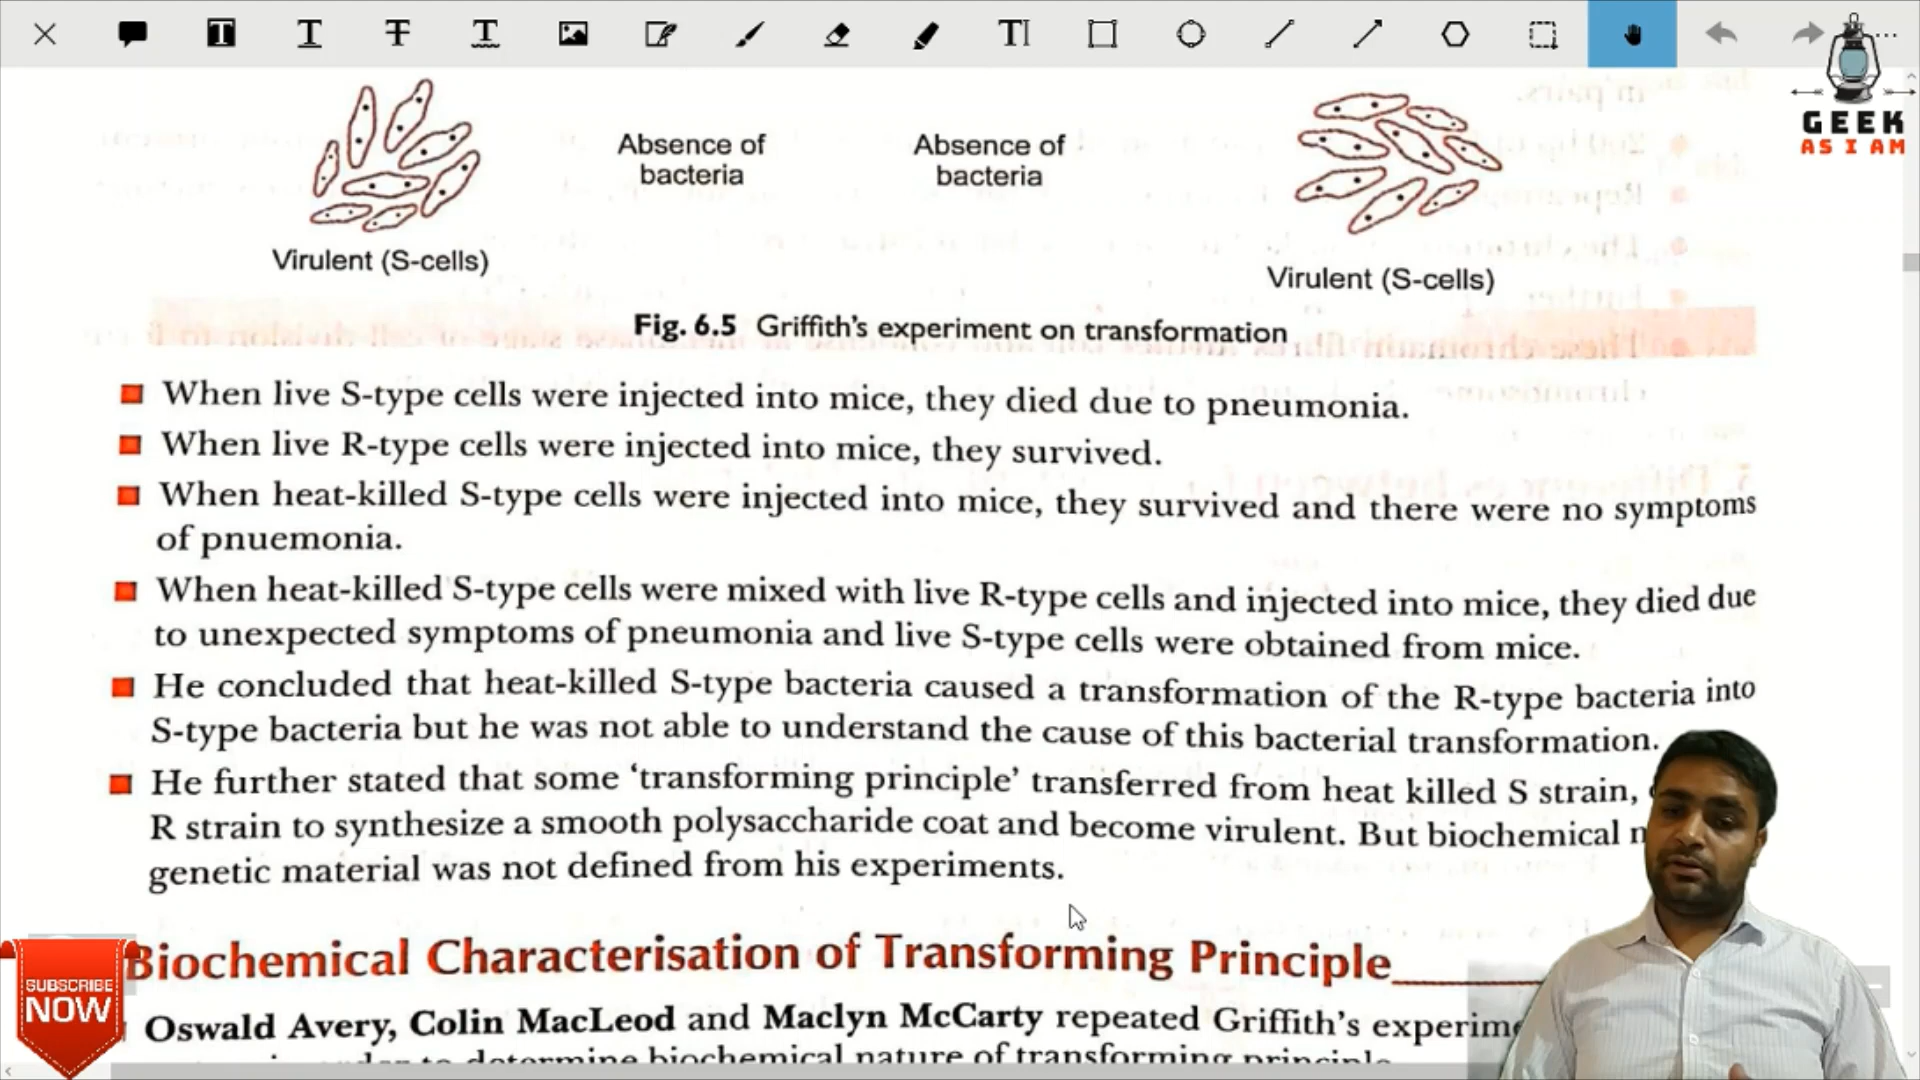 GEEK
AS I AM
Absence of
bacteria
Absence of
bacteria
Virulent (S-cells)
Virulent (S-cells)
Fig. 6.5 Griffith's experiment on transformation
When live S-type cells were injected into mice, they died due to pneumonia.
When live R-type cells were injected into mice, they survived.
When heat-killed S-type cells were injected into mice, they survived and there were no symptoms
of pnuemonia.
When heat-killed S-type cells were mixed with live R-type cells and injected into mice, they died due
to unexpected symptoms of pneumonia and live S-type cells were obtained from mice.
He concluded that heat-killed S-type bacteria caused a transformation of the R-type bacteria into
S-type bacteria but he was not able to understand the cause of this bacterial transformation.
He further stated that some 'transforming principle' transferred from heat killed S strain,
R strain to synthesize a smooth polysaccharide coat and become virulent. But biochemical
genetic material was not defined from his experiments.
Biochemical Characterisation of Transforming Principle
Oswald Avery, Colin MacLeod and Maclyn McCarty repeated Griffith's
to determine biochemical nature of transforming principle
SUBSCRIBE
NOW